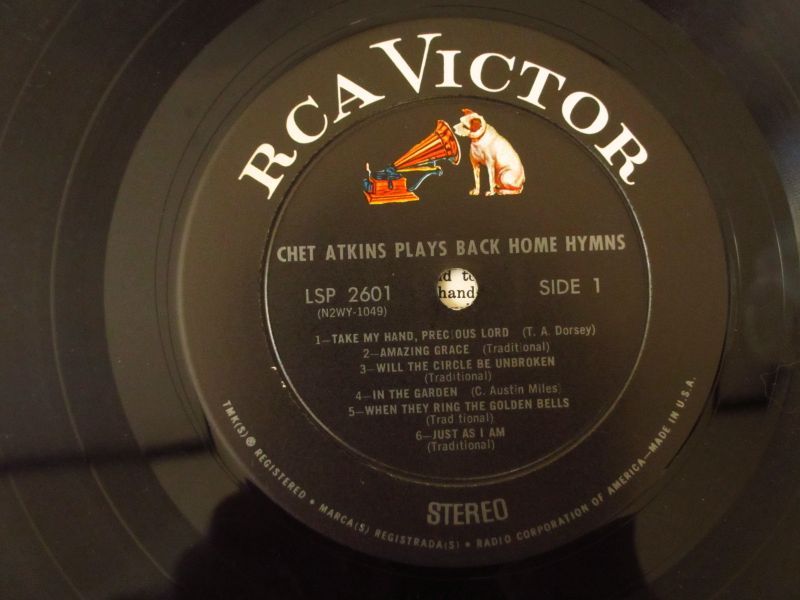 RCA VICTOR
CHET ATKINS PLAYS BACK HOME HYMNS
LSP 2601
(N2WY-1049)
SIDE 1
hand
1—TAKE MY HAND, PRECIOUS LORD (T. A. Dorsey)
2—AMAZING GRACE (Traditional)
3—WILL THE CIRCLE BE UNBROKEN
(Traditional)
4—IN THE GARDEN (C. Austin Miles)
5—WHEN THEY RING THE GOLDEN BELLS
(Traditional)
6—JUST AS I AM
(Traditional)
STEREO
TMK(S) ® REGISTERED • MARCA(S) REGISTRADA(S) • RADIO CORPORATION OF AMERICA—MADE IN U.S.A.